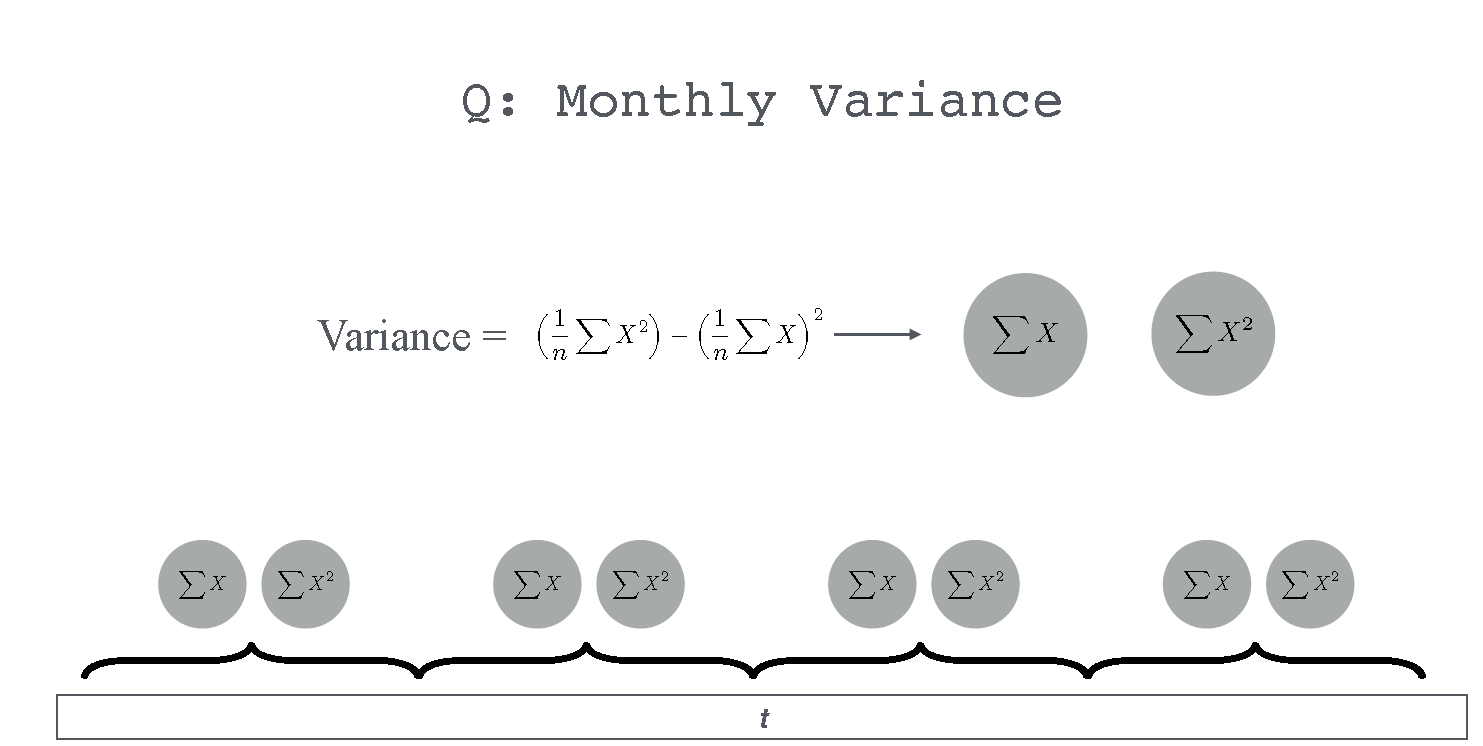 Q: Monthly Variance
Variance = (1/n ∑ X²) − (1/n ∑ X)² ∑ X ∑ X²
∑ X ∑ X² ∑ X ∑ X² ∑ X ∑ X² ∑ X ∑ X²
t